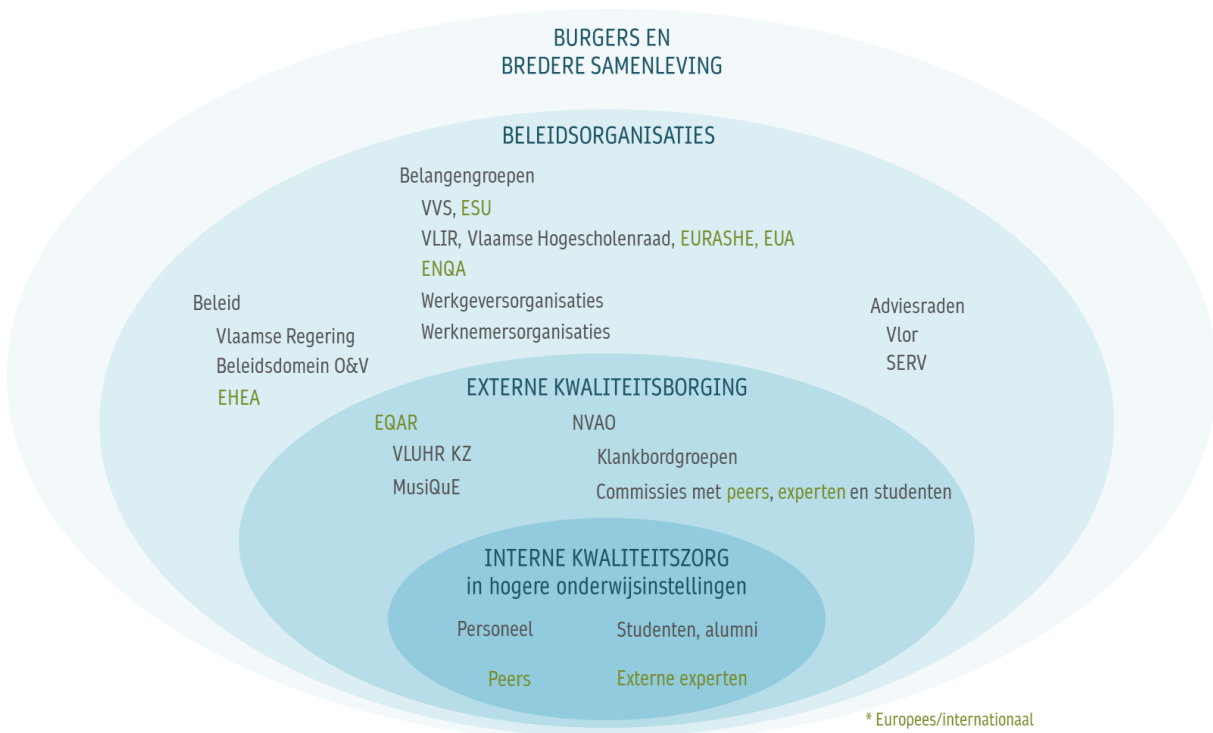 BURGERS EN
BREDERE SAMENLEVING
BELEIDSORGANISATIES
Belangengroepen
VVS, ESU
VLIR, Vlaamse Hogescholenraad, EURASHE, EUA
ENQA
Werkgeversorganisaties
Werknemersorganisaties
Beleid
Vlaamse Regering
Beleidsdomein O&V
EHEA
Adviesraden
Vlor
SERV
EXTERNE KWALITEITSBORGING
EQAR
VLUHR KZ
MusiQuE
NVAO
Klankbordgroepen
Commissies met peers, experten en studenten
INTERNE KWALITEITSZORG
in hogere onderwijsinstellingen
Personeel
Studenten, alumni
Peers
Externe experten
* Europees/internationaal